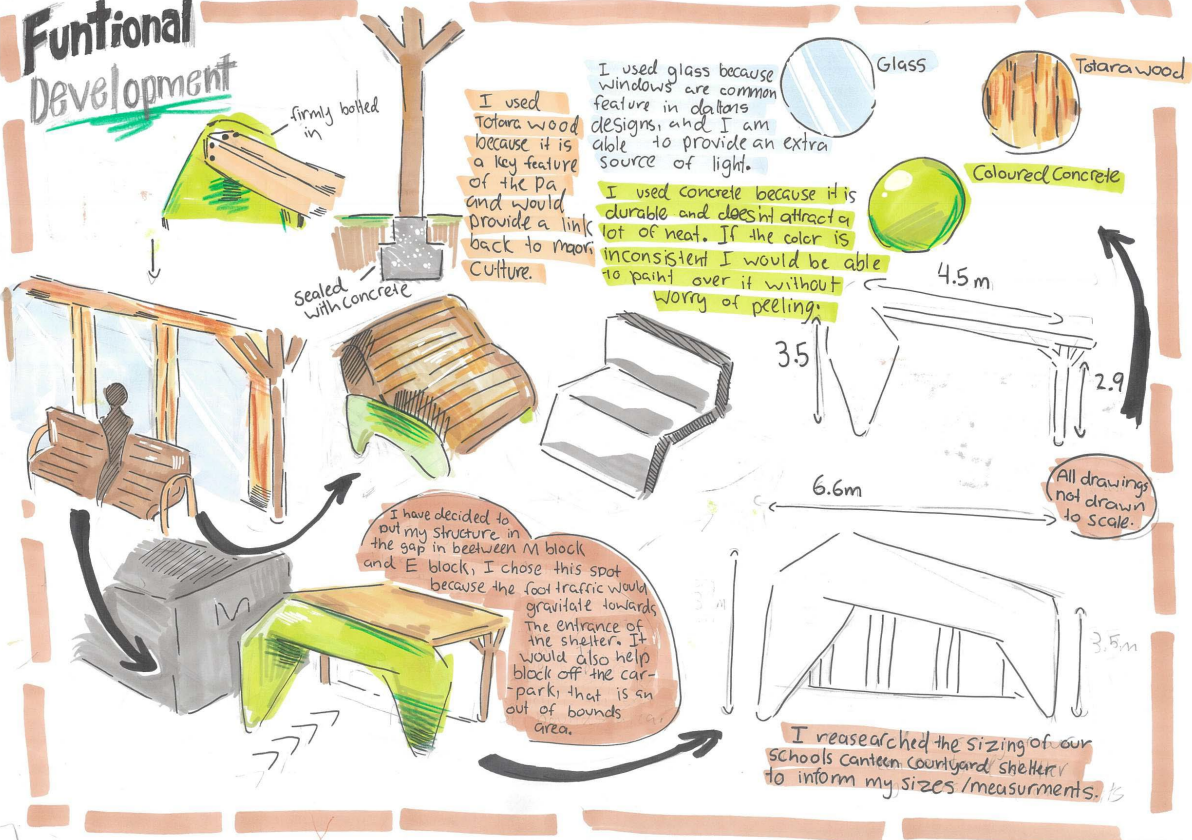 Funtional
Development
firmly bolted
in
sealed
with concrete
I used
Totara wood
because it is
a key feature
of the Pa
and would
provide a link
back to maori
culture.
I used glass because
windows are common
feature in daltons
designs, and I am
able to provide an extra
source of light.
Glass
Totara wood
Coloured Concrete
I used concrete because it is
durable and doesn't attract a
lot of heat. If the color is
inconsistent I would be able
to paint over it without
worry of peeling.
4.5m
3.5
2.9
6.6m
All drawings
not drawn
to scale.
3.5m
M
I have decided to
put my structure in
the gap in beetween M block
and E block, I chose this spot
because the foot traffic would
gravitate towards
the entrance of
the shelter. It
would also help
block off the car-
-park, that is an
out of bounds
area.
I reasearched the sizing of our
schools canteen courtyard shelter
to inform my sizes/measurments.